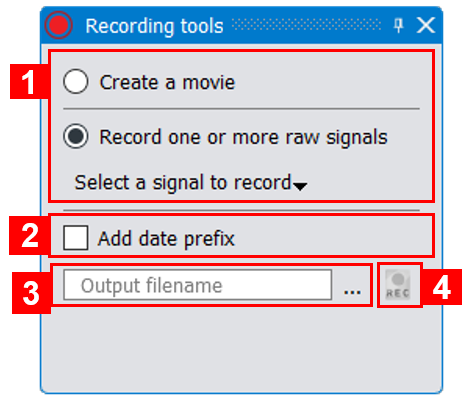 Recording tools
1
Create a movie
Record one or more raw signals
Select a signal to record
2
Add date prefix
3
Output filename ...
REC
4